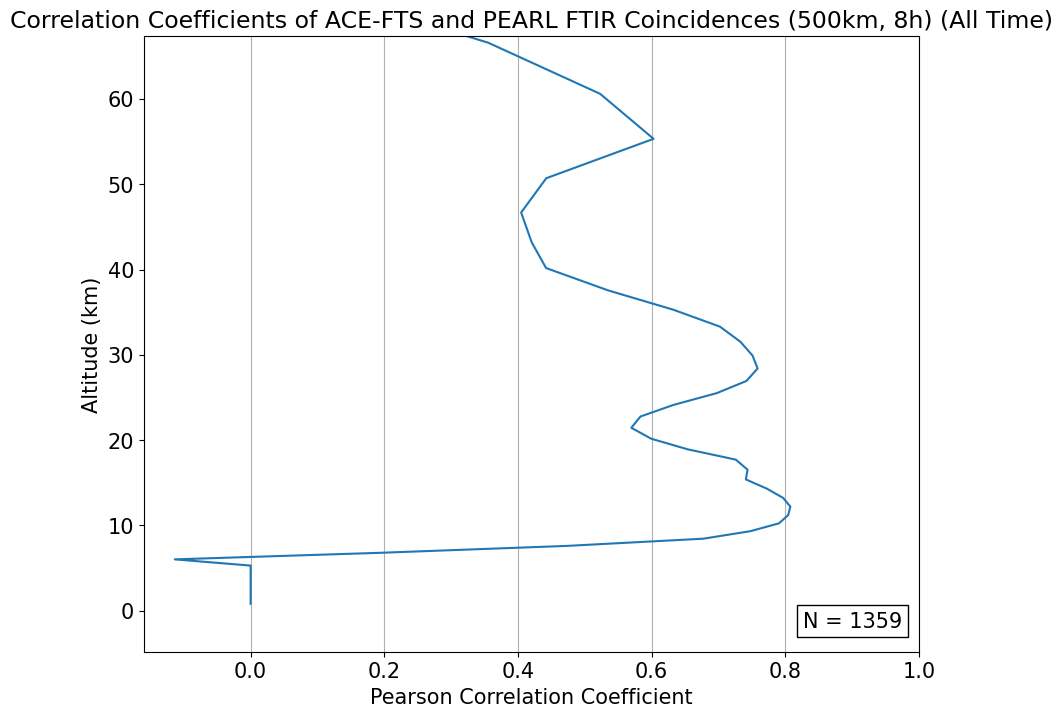 Correlation Coefficients of ACE-FTS and PEARL FTIR Coincidences (500km, 8h) (All Time)
60
50
40
30
20
10
0
Altitude (km)
N = 1359
0.0 0.2 0.4 0.6 0.8 1.0
Pearson Correlation Coefficient